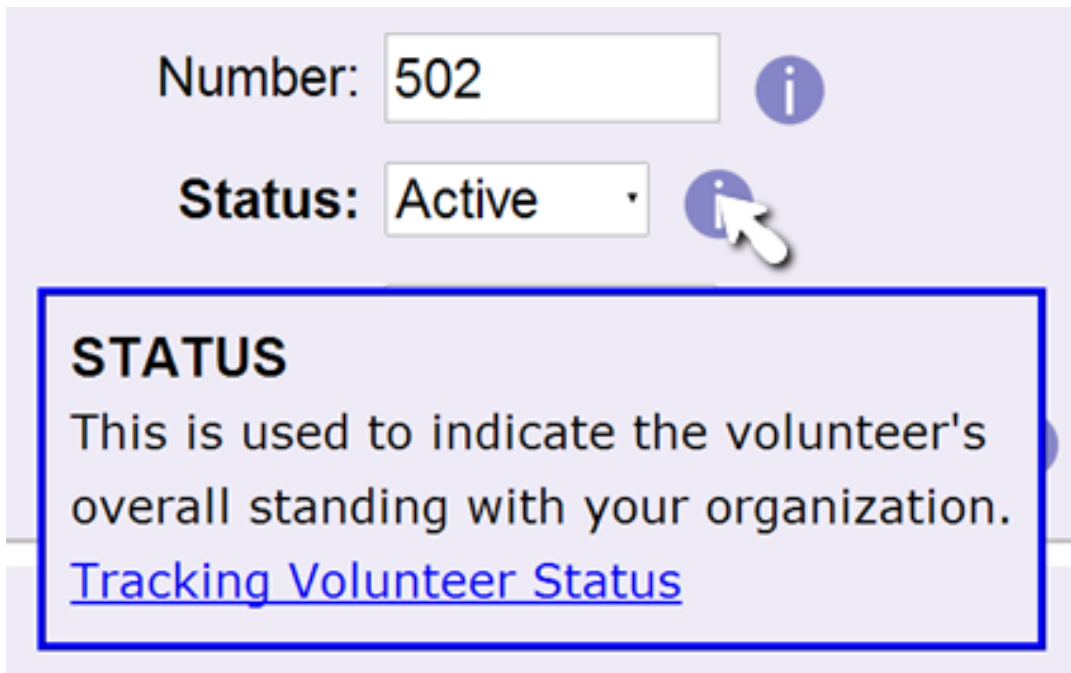 Number: 502 i
Status: Active i
STATUS
This is used to indicate the volunteer's
overall standing with your organization.
Tracking Volunteer Status